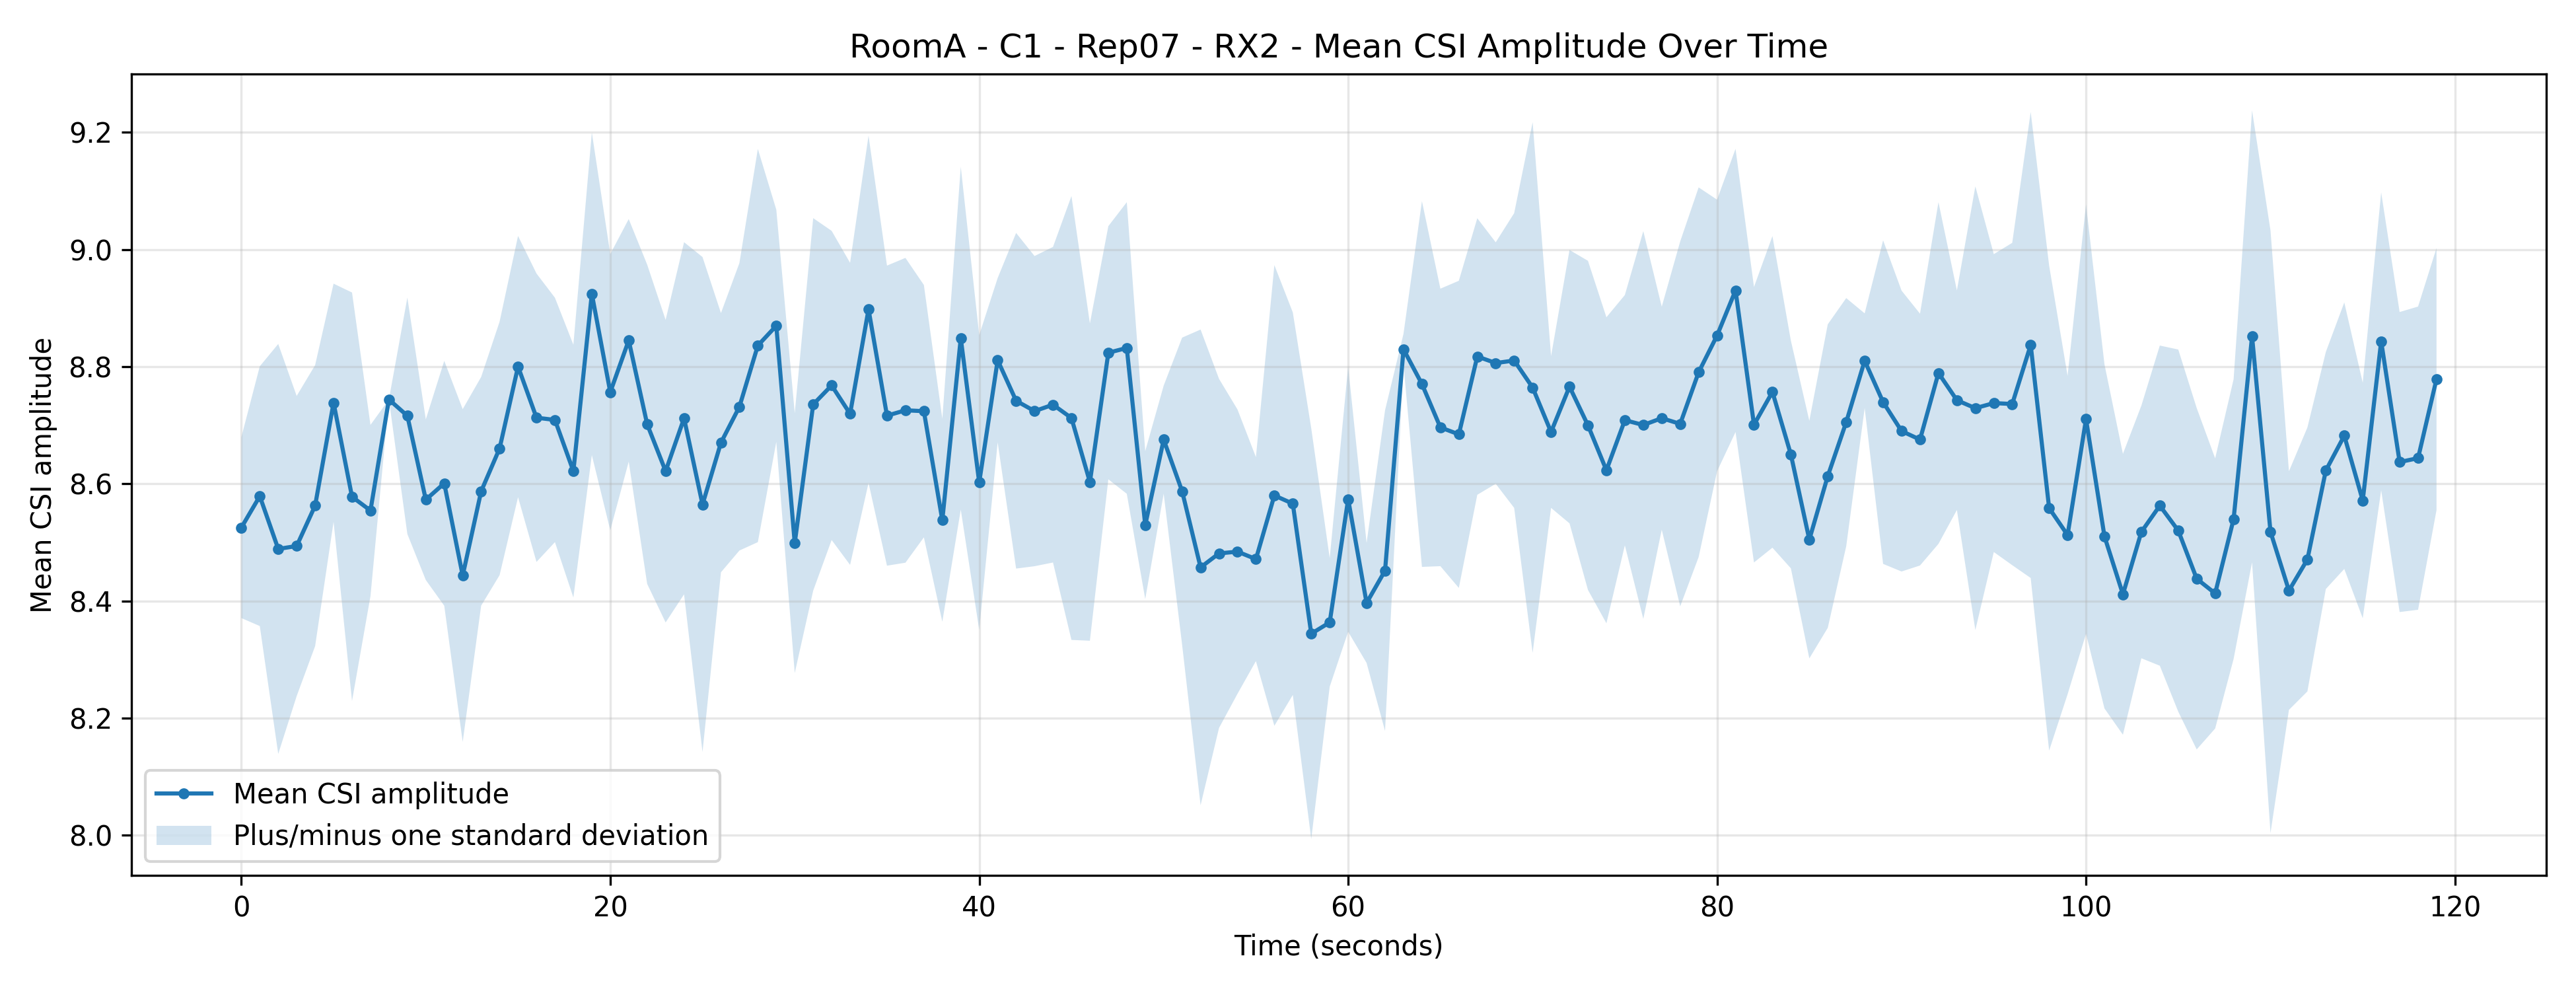 RoomA - C1 - Rep07 - RX2 - Mean CSI Amplitude Over Time
Mean CSI amplitude
9.2
9.0
8.8
8.6
8.4
8.2
8.0
Mean CSI amplitude
Plus/minus one standard deviation
0 20 40 60 80 100 120
Time (seconds)